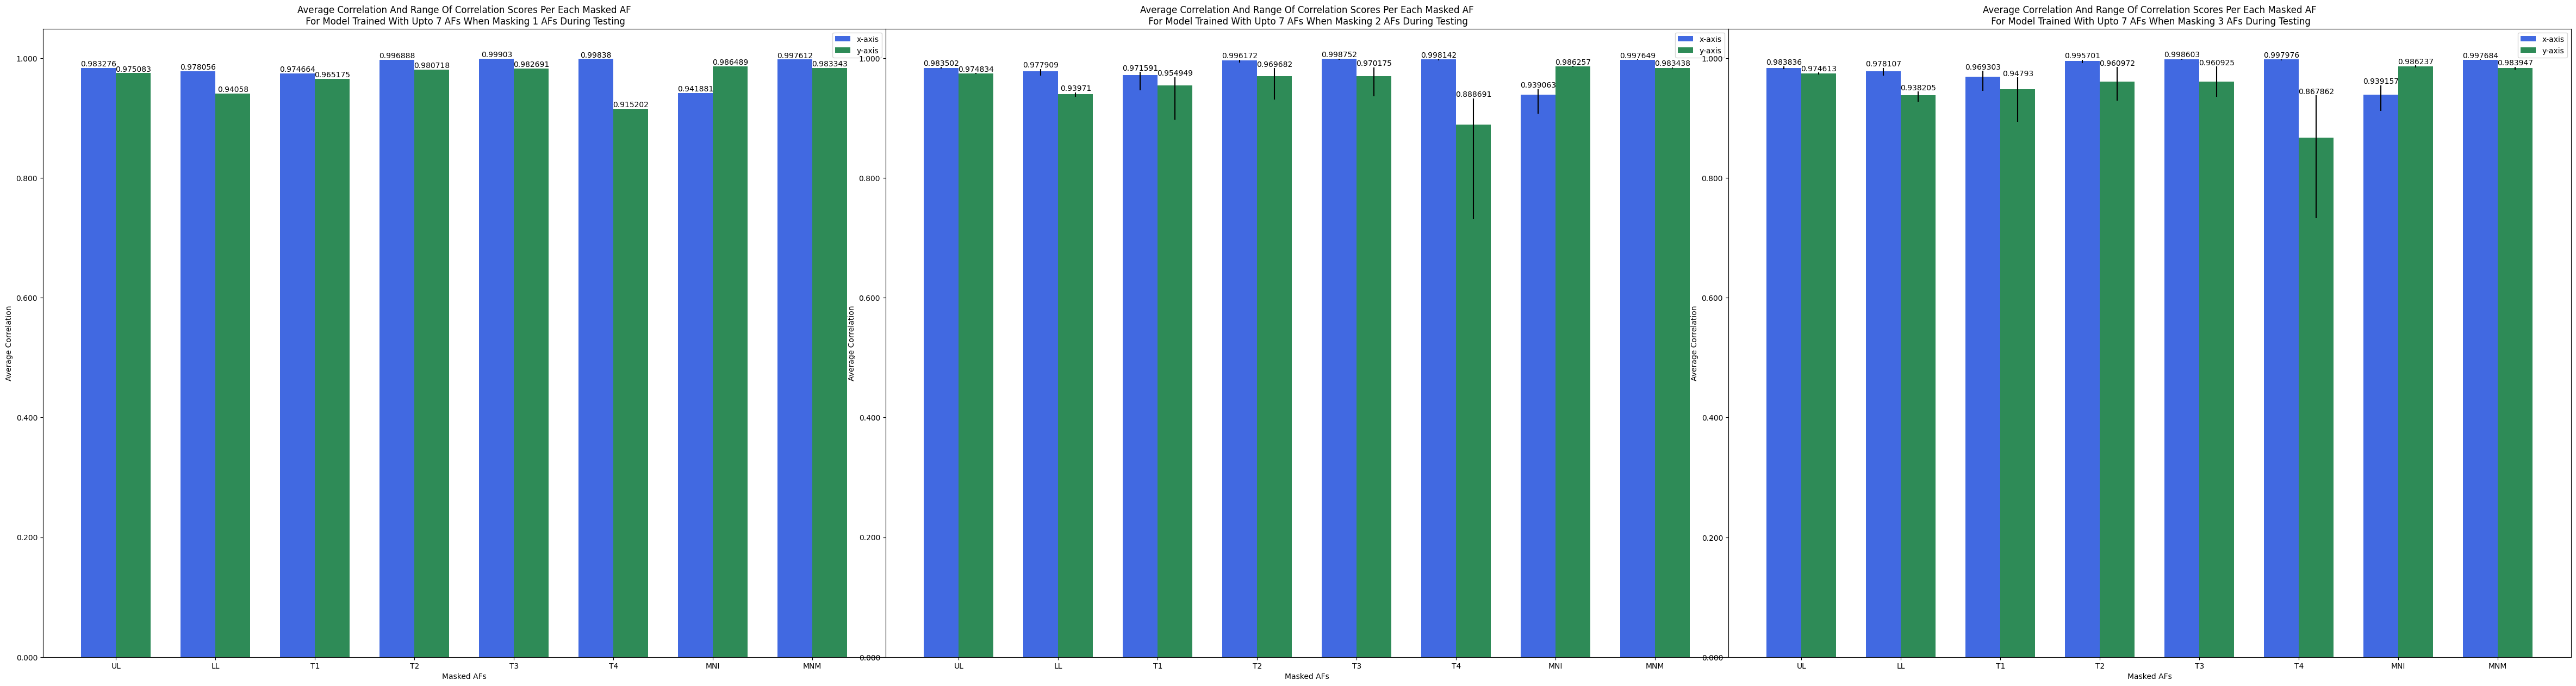 Average Correlation And Range Of Correlation Scores Per Each Masked AF
For Model Trained With Upto 7 AFs When Masking 1 AFs During Testing
x-axis
y-axis
1.000
0.800
0.600
0.400
0.200
0.000
Average Correlation
0.983276
0.975083
0.978056
0.94058
0.974664
0.965175
0.996888
0.980718
0.99903
0.982691
0.99838
0.915202
0.941881
0.986489
0.997612
0.983343
UL
LL
T1
T2
T3
T4
MNI
MNM
Masked AFs
Average Correlation And Range Of Correlation Scores Per Each Masked AF
For Model Trained With Upto 7 AFs When Masking 2 AFs During Testing
x-axis
y-axis
1.000
0.800
0.600
0.400
0.200
0.000
Average Correlation
0.983502
0.974834
0.977909
0.93971
0.971591
0.954949
0.996172
0.969682
0.998752
0.970175
0.998142
0.888691
0.939063
0.986257
0.997649
0.983438
UL
LL
T1
T2
T3
T4
MNI
MNM
Masked AFs
Average Correlation And Range Of Correlation Scores Per Each Masked AF
For Model Trained With Upto 7 AFs When Masking 3 AFs During Testing
x-axis
y-axis
1.000
0.800
0.600
0.400
0.200
0.000
Average Correlation
0.983836
0.974613
0.978107
0.938205
0.969303
0.94793
0.995701
0.960972
0.998603
0.960925
0.997976
0.867862
0.939157
0.986237
0.997684
0.983947
UL
LL
T1
T2
T3
T4
MNI
MNM
Masked AFs